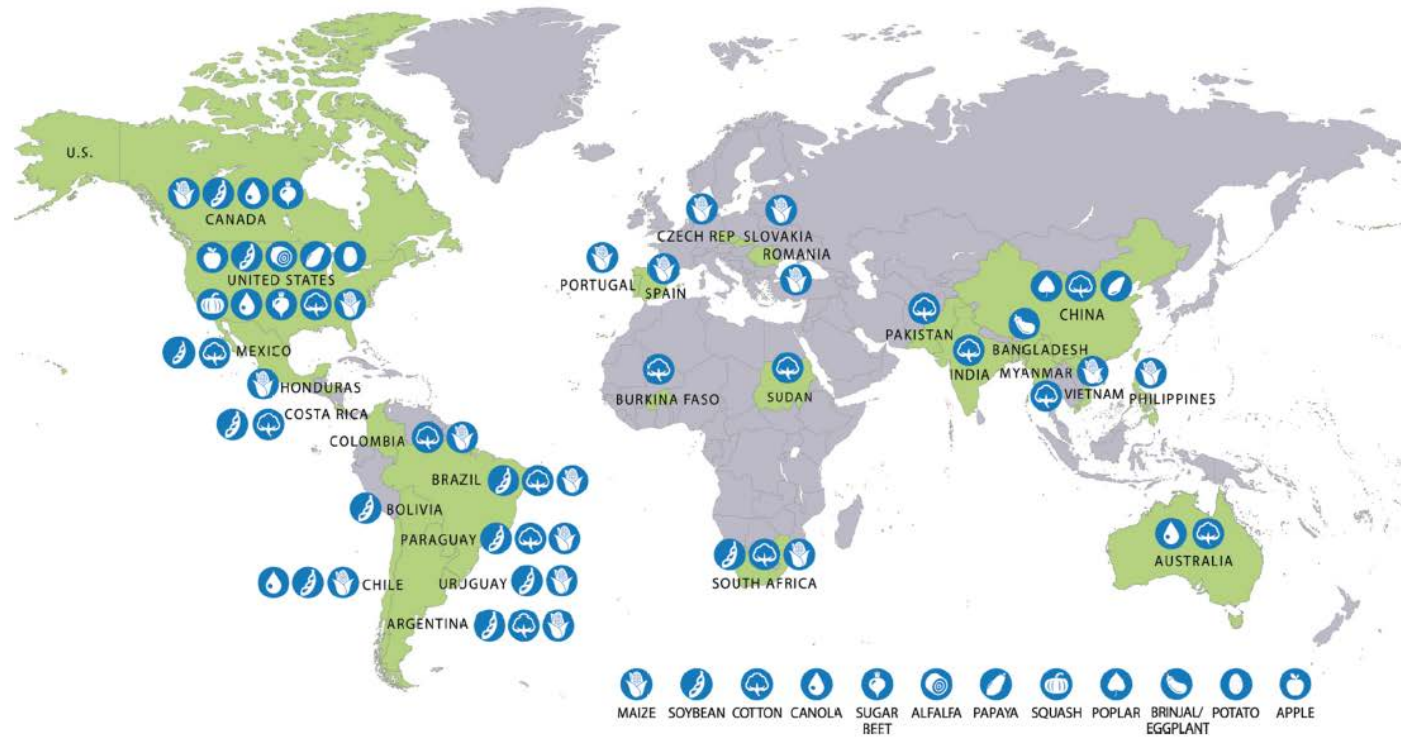 U.S.
CANADA
UNITED STATES
MEXICO
HONDURAS
COSTA RICA
COLOMBIA
BRAZIL
BOLIVIA
PARAGUAY
CHILE
URUGUAY
ARGENTINA
CZECH REP
SLOVAKIA
ROMANIA
PORTUGAL
SPAIN
BURKINA FASO
SUDAN
SOUTH AFRICA
PAKISTAN
CHINA
BANGLADESH
INDIA
MYANMAR
VIETNAM
PHILIPPINES
AUSTRALIA
MAIZE
SOYBEAN
COTTON
CANOLA
SUGAR
BEET
ALFALFA
PAPAYA
SQUASH
POPLAR
BRINJAL/
EGGPLANT
POTATO
APPLE